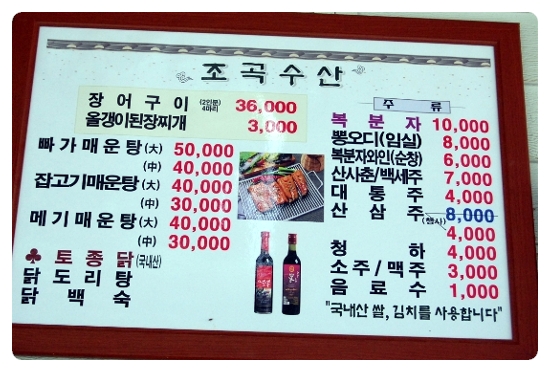 조곡수산
장어구이 (2인분) 4마리 36,000
올갱이된장찌개 3,000
빠가매운탕(大) 50,000
(中) 40,000
잡고기매운탕(大) 40,000
(中) 30,000
메기매운탕(大) 40,000
(中) 30,000
♣토종닭(국내산)
닭도리탕
닭백숙
주류
복분자 10,000
뽕오디(임실) 8,000
복분자와인(순창) 6,000
산사춘/백세주 7,000
대통주 4,000
산삼주 8,000
(행사) 4,000
청하 4,000
소주/맥주 3,000
음료수 1,000
"국내산 쌀, 김치를 사용합니다"